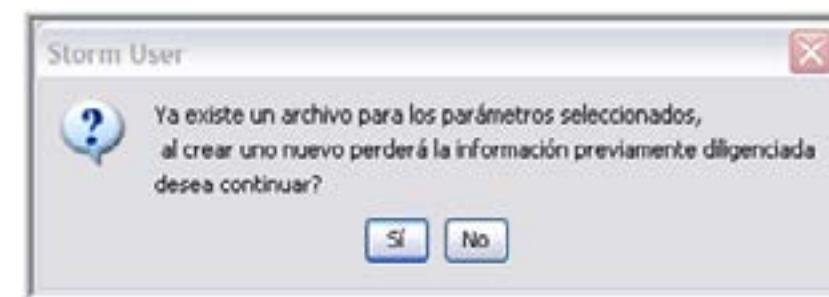 Storm User
Ya existe un archivo para los parámetros seleccionados,
al crear uno nuevo perderá la información previamente diligenciada
desea continuar?
Sí No